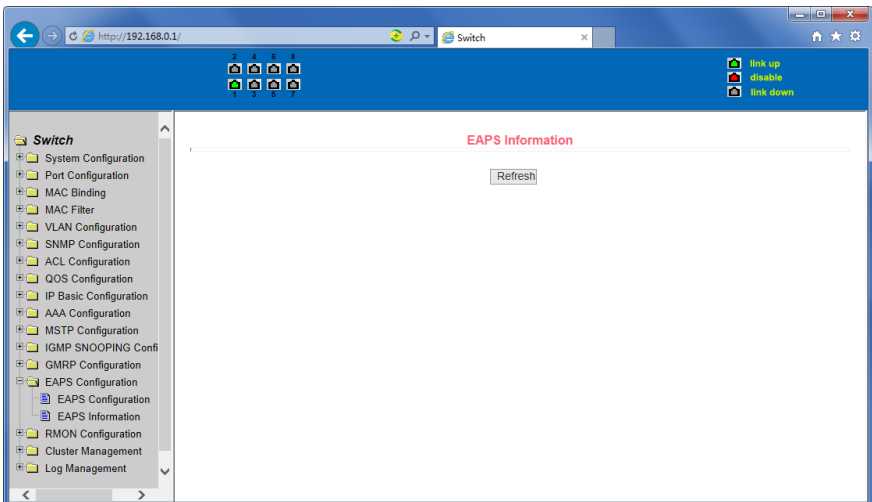 http://192.168.0.1/
Switch
2 4 6 8
1 3 5 7
link up
disable
link down
Switch
System Configuration
Port Configuration
MAC Binding
MAC Filter
VLAN Configuration
SNMP Configuration
ACL Configuration
QOS Configuration
IP Basic Configuration
AAA Configuration
MSTP Configuration
IGMP SNOOPING Confi
GMRP Configuration
EAPS Configuration
EAPS Configuration
EAPS Information
RMON Configuration
Cluster Management
Log Management
EAPS Information
Refresh